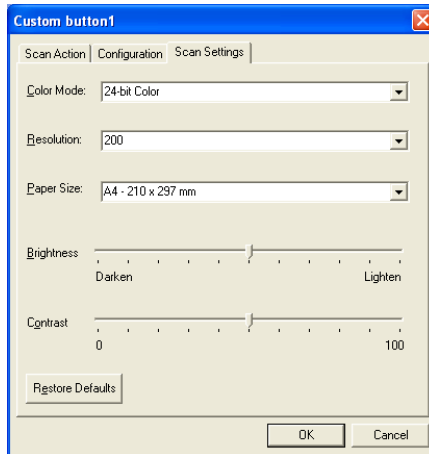 Custom button1
Scan Action Configuration Scan Settings
Color Mode: 24-bit Color
Resolution: 200
Paper Size: A4 - 210 x 297 mm
Brightness
Darken Lighten
Contrast
0 100
Restore Defaults
OK Cancel